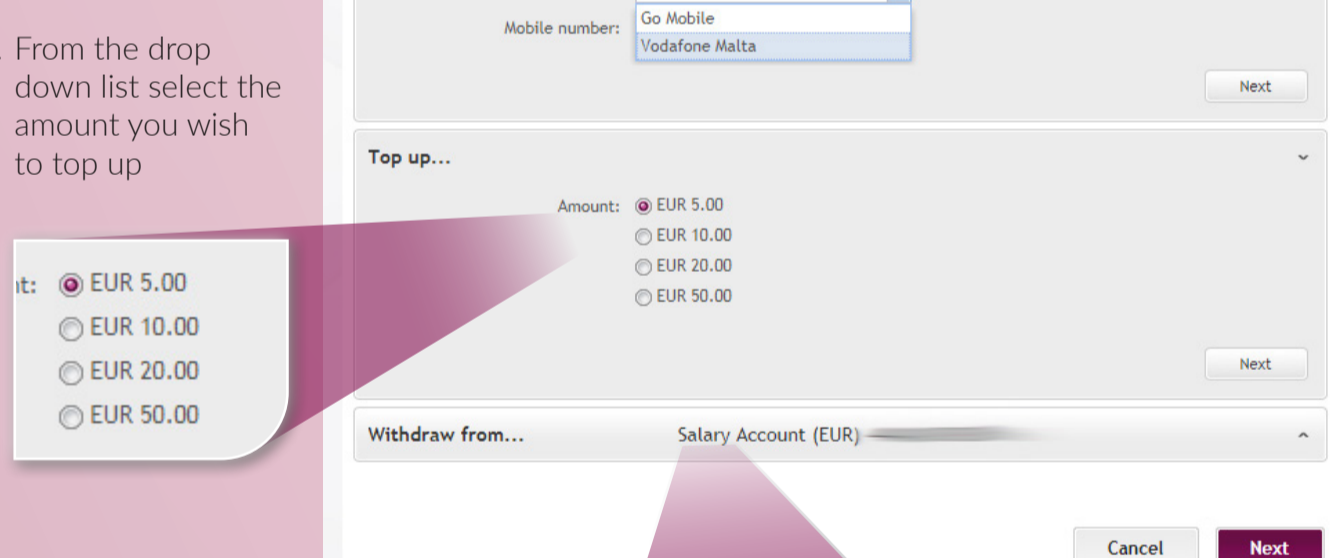 . From the drop
down list select the
amount you wish
to top up
nt: EUR 5.00
EUR 10.00
EUR 20.00
EUR 50.00
Go Mobile
Mobile number:
Vodafone Malta
Next
Top up...
Amount: EUR 5.00
EUR 10.00
EUR 20.00
EUR 50.00
Next
Withdraw from... Salary Account (EUR)
Cancel Next